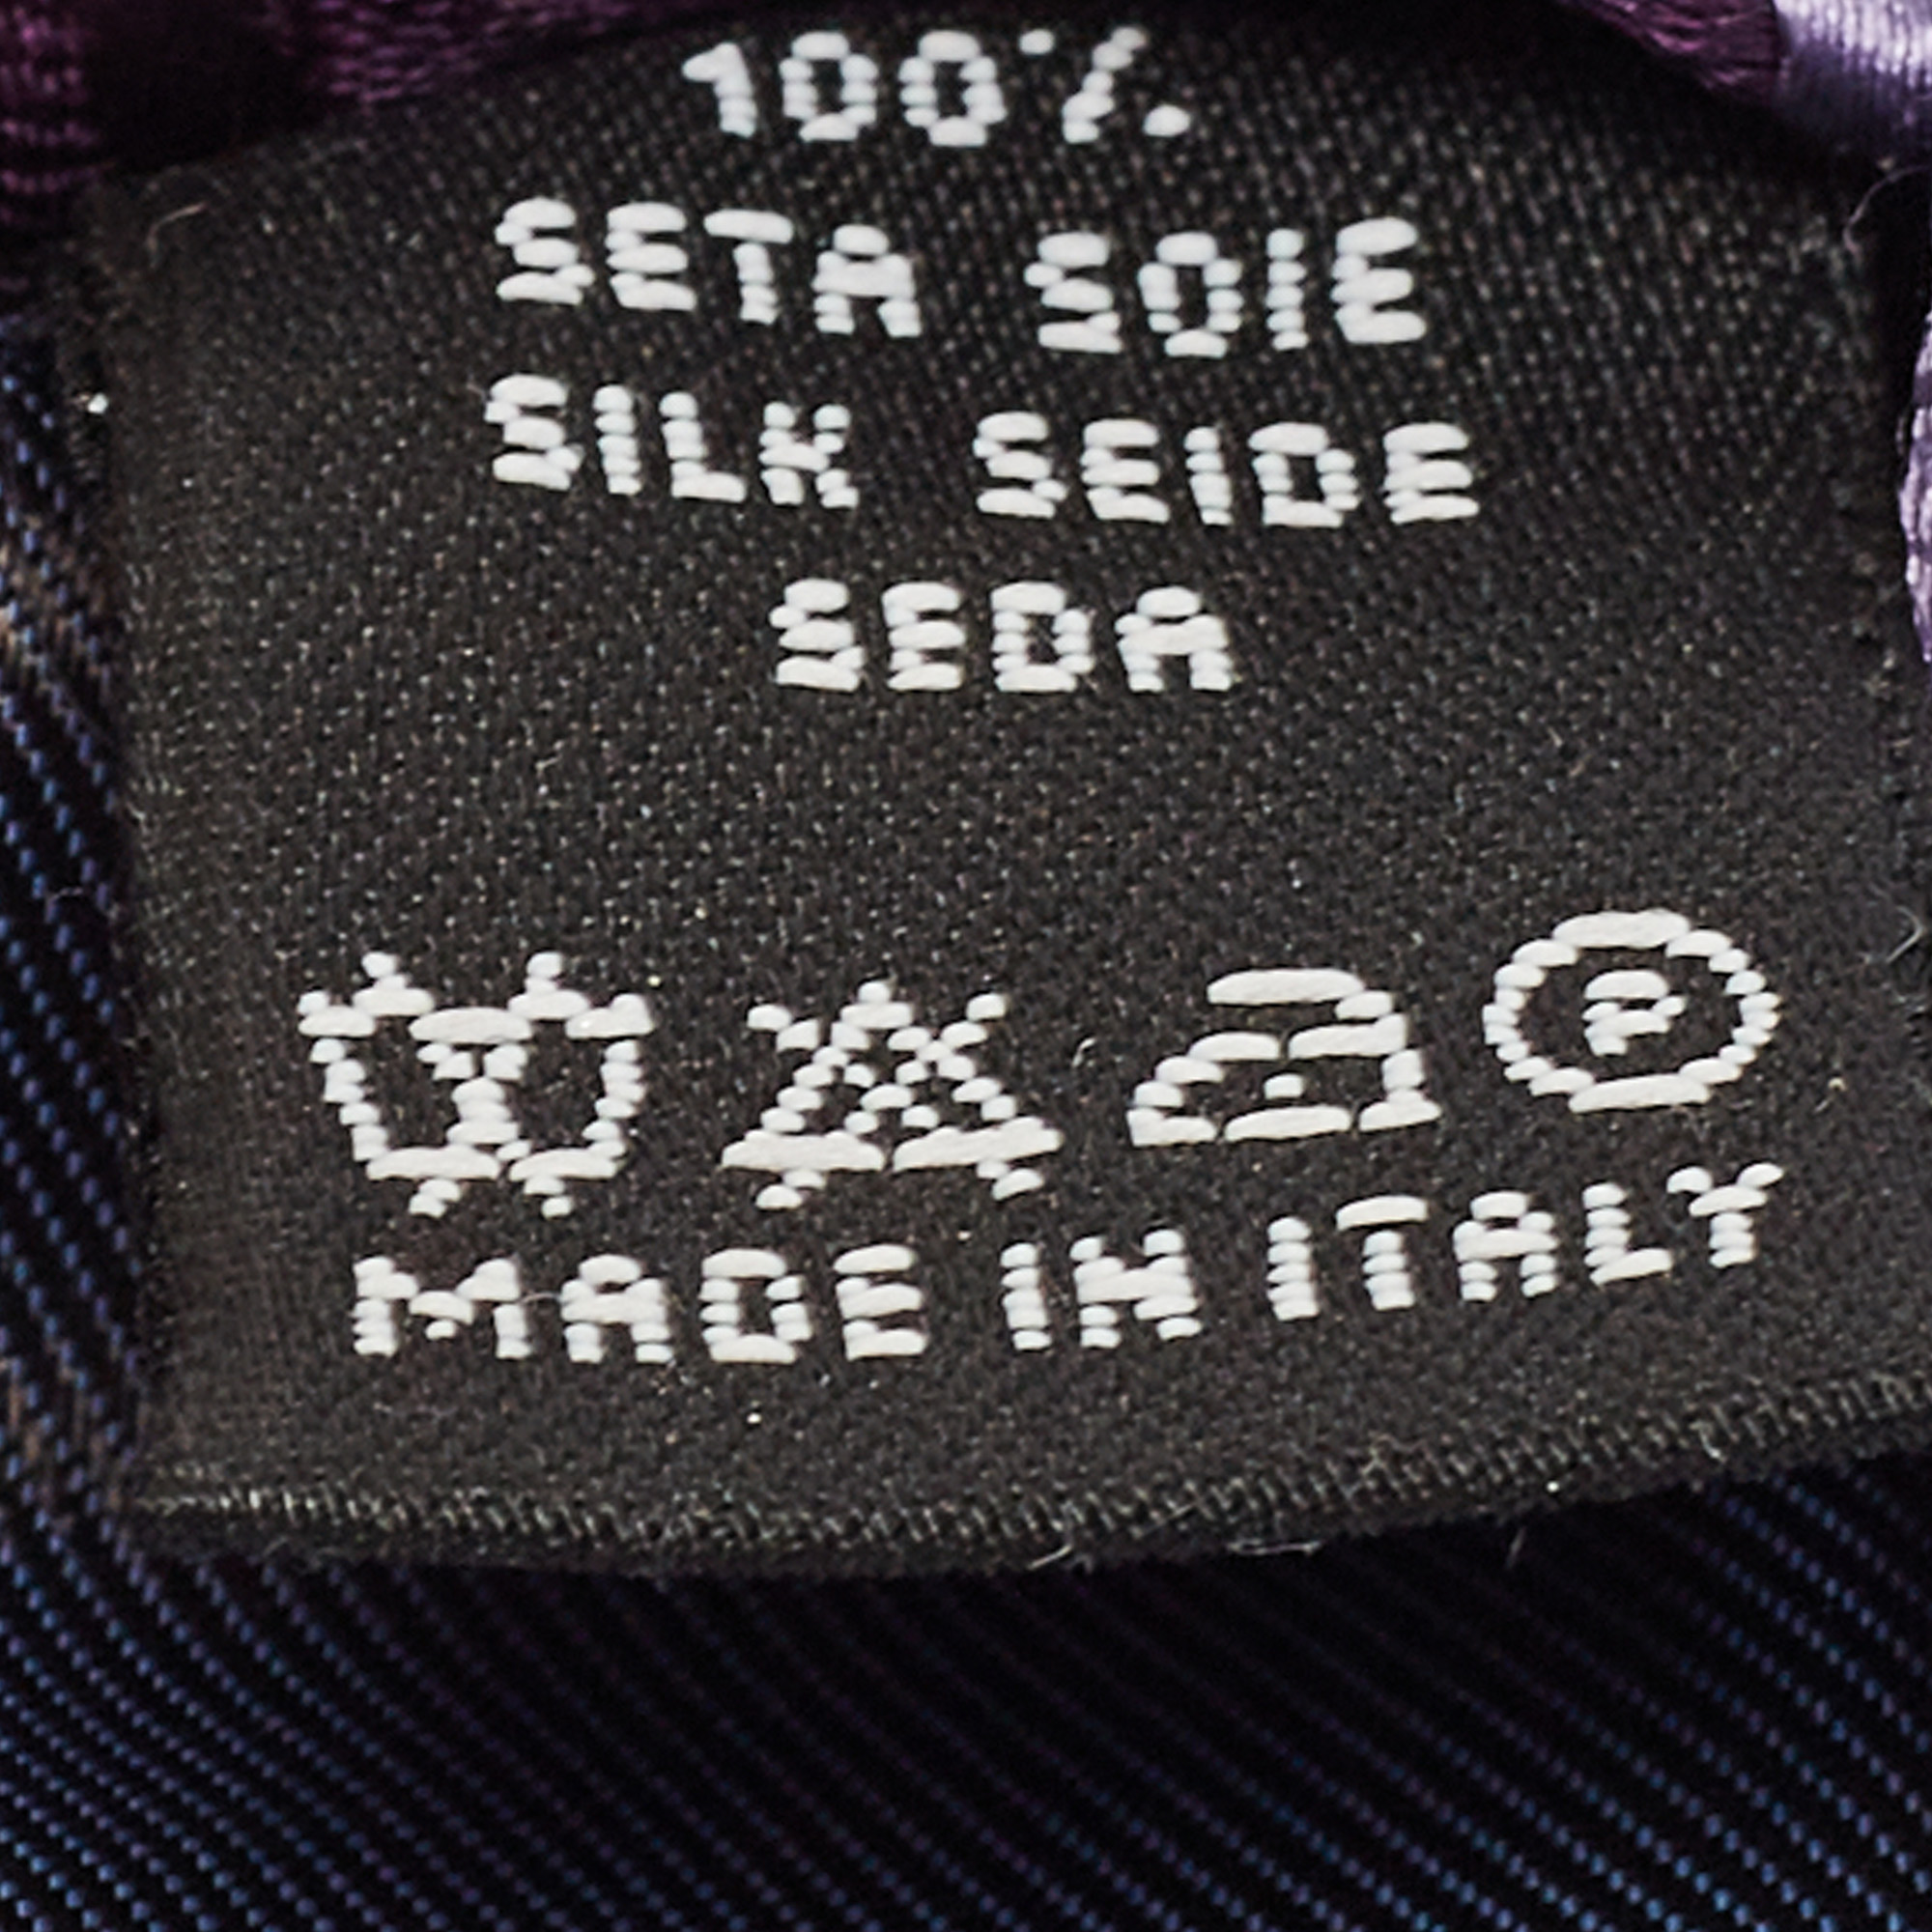 100%
SETA SOIE
SILK SEIDE
SEDA
P
MADE IN ITALY